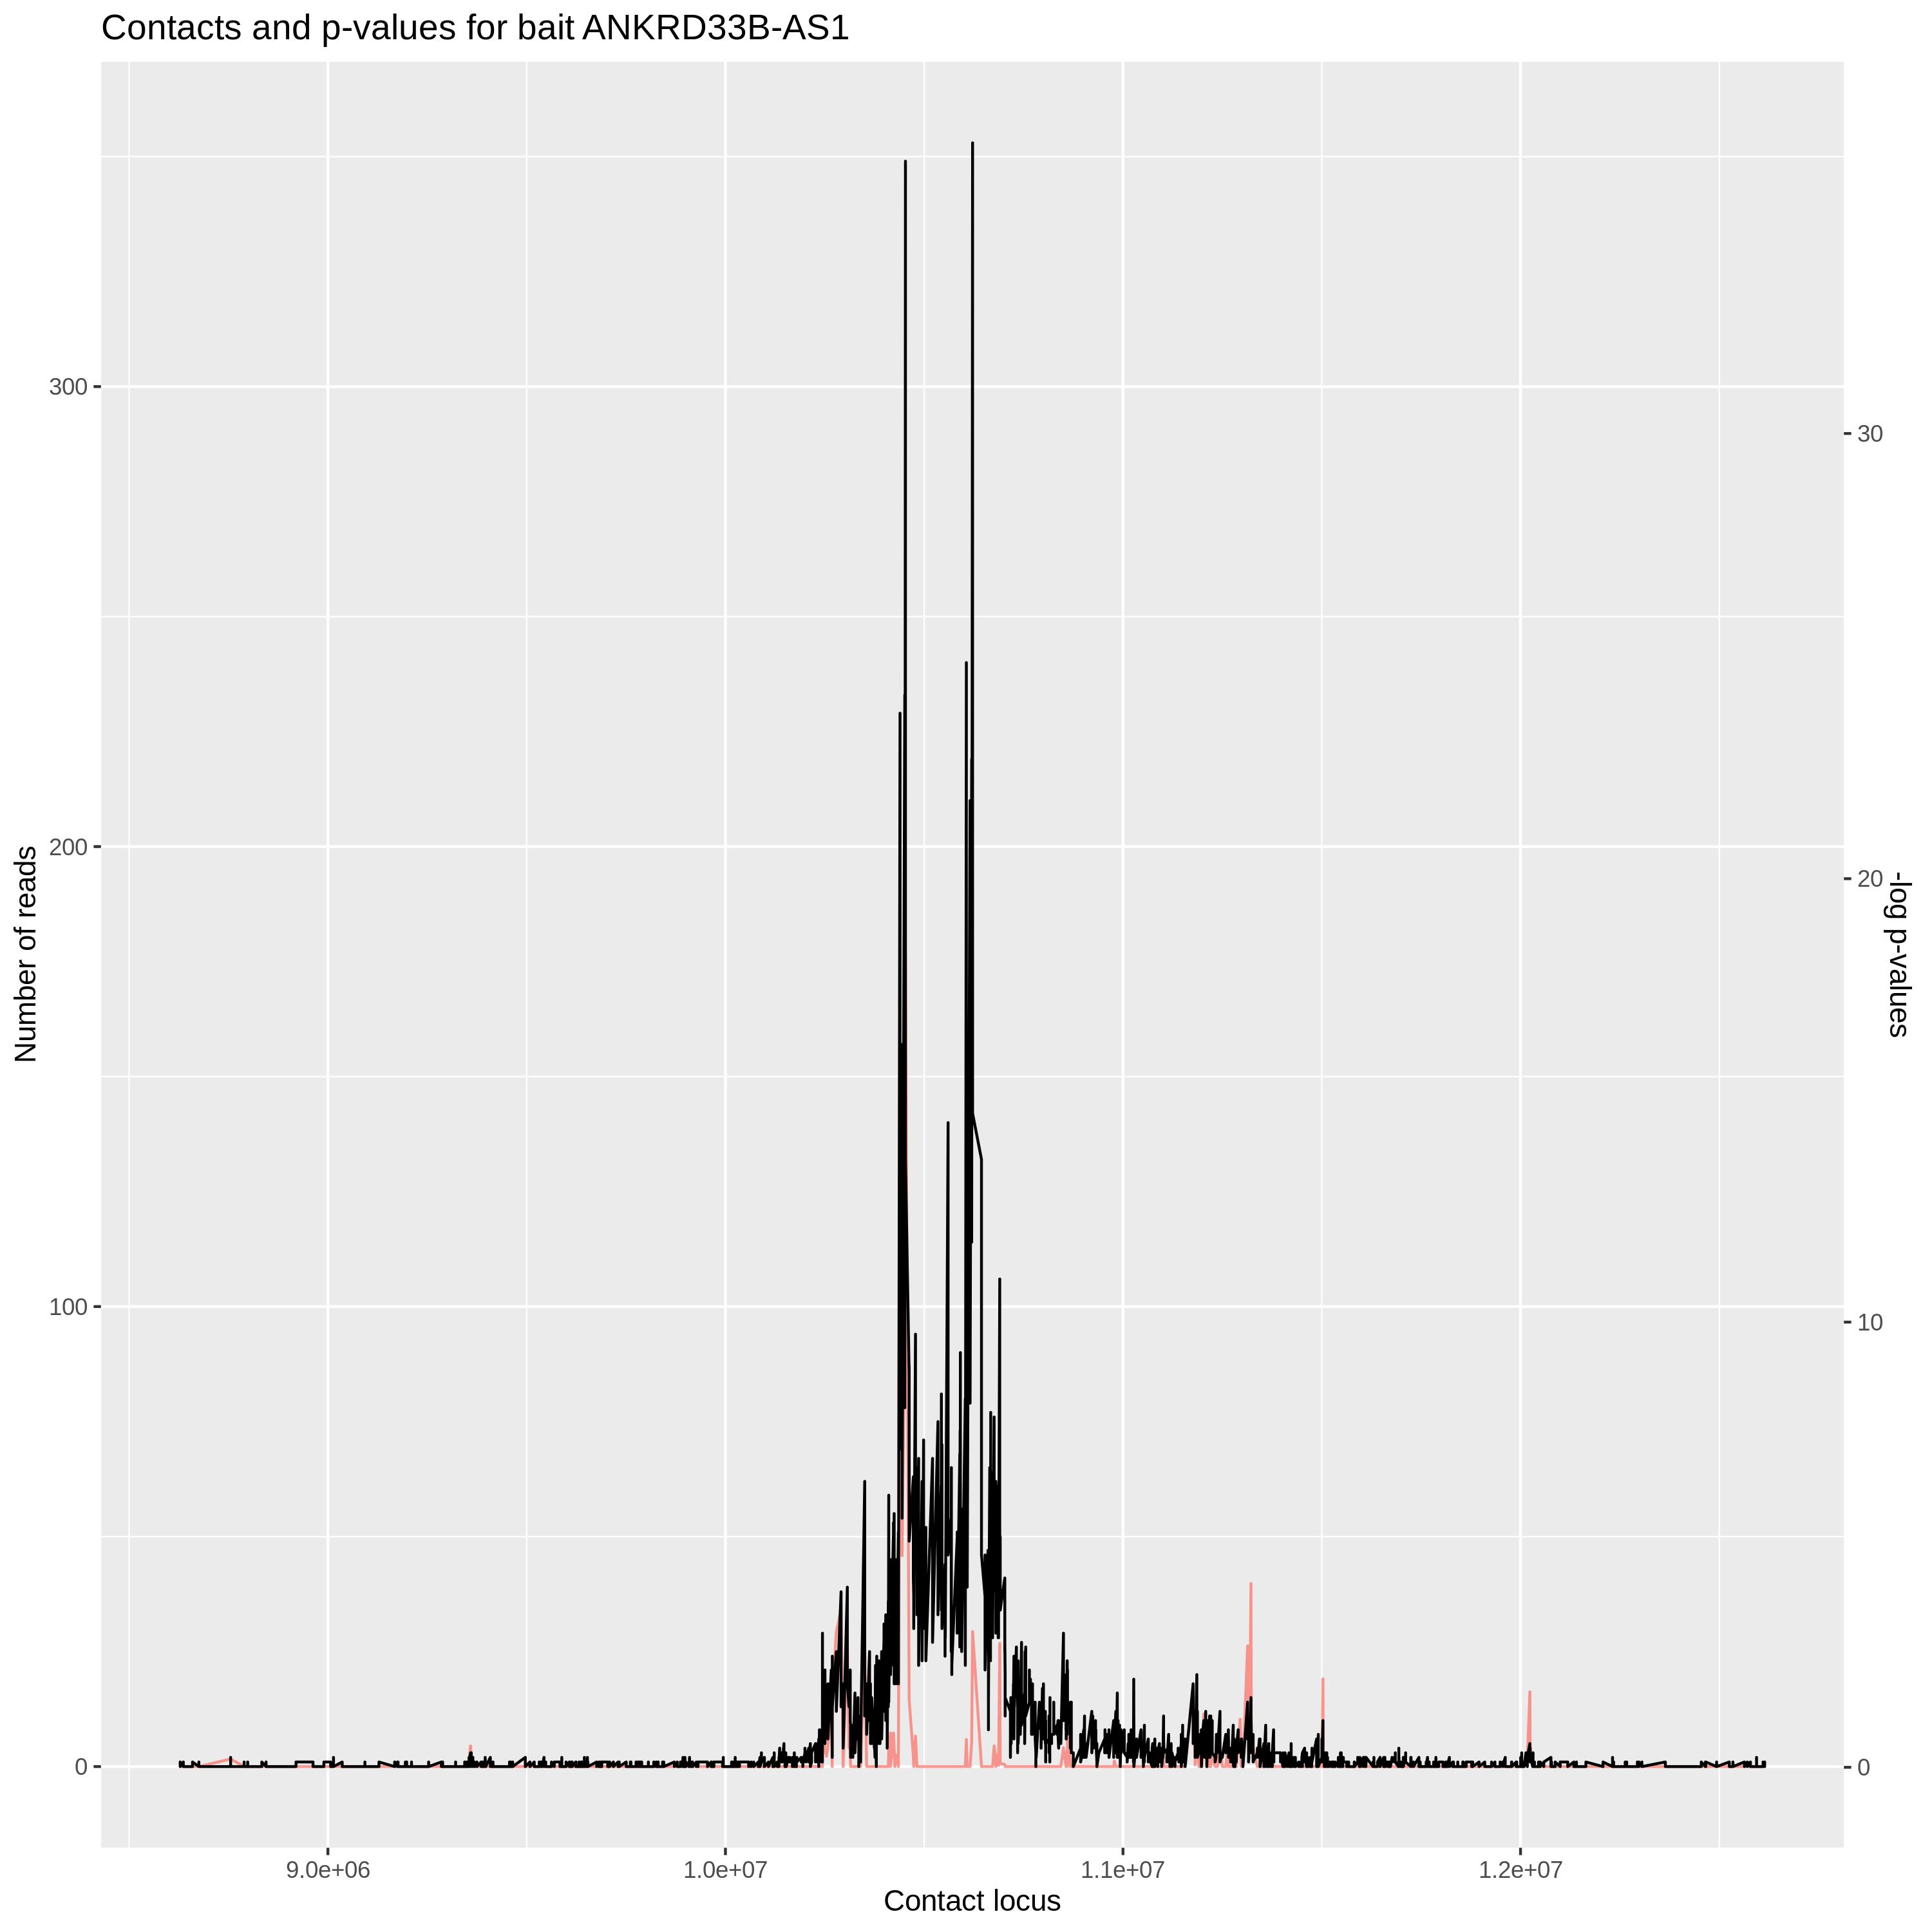 Contacts and p-values for bait ANKRD33B-AS1
300
200
100
0
Number of reads
30
20
10
0
-log p-values
9.0e+06
1.0e+07
1.1e+07
1.2e+07
Contact locus